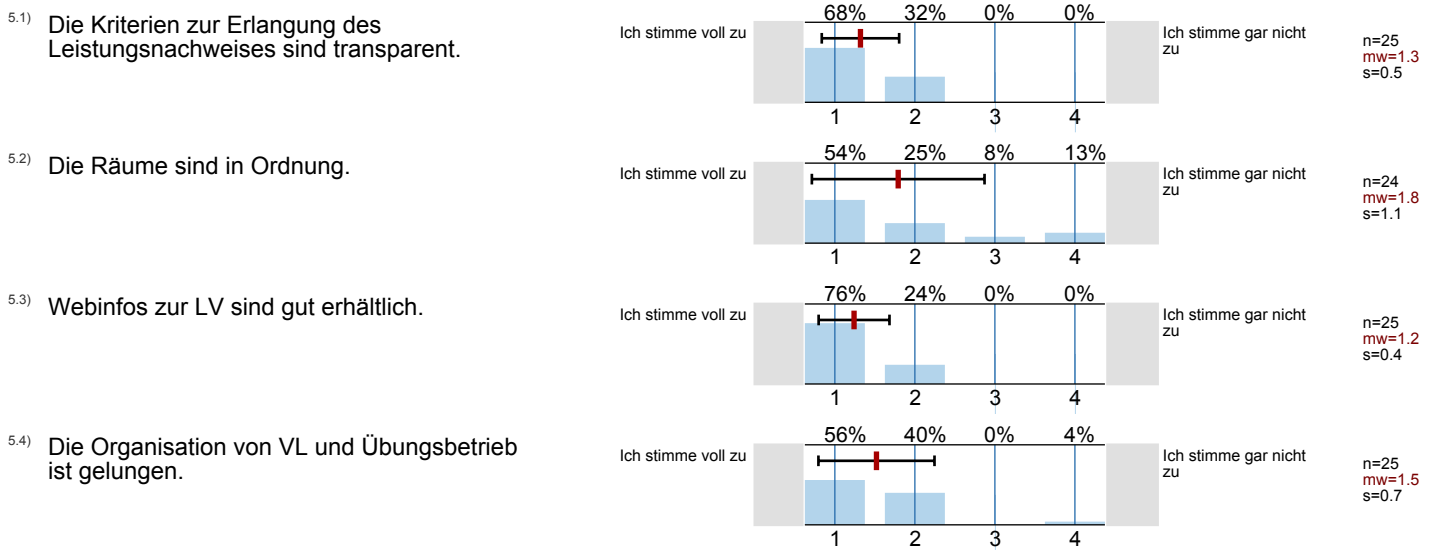 5.1) Die Kriterien zur Erlangung des
Leistungsnachweises sind transparent.
Ich stimme voll zu
68% 32% 0% 0%
1 2 3 4
Ich stimme gar nicht
zu
n=25
mw=1.3
s=0.5
5.2) Die Räume sind in Ordnung.
Ich stimme voll zu
54% 25% 8% 13%
1 2 3 4
Ich stimme gar nicht
zu
n=24
mw=1.8
s=1.1
5.3) Webinfos zur LV sind gut erhältlich.
Ich stimme voll zu
76% 24% 0% 0%
1 2 3 4
Ich stimme gar nicht
zu
n=25
mw=1.2
s=0.4
5.4) Die Organisation von VL und Übungsbetrieb
ist gelungen.
Ich stimme voll zu
56% 40% 0% 4%
1 2 3 4
Ich stimme gar nicht
zu
n=25
mw=1.5
s=0.7